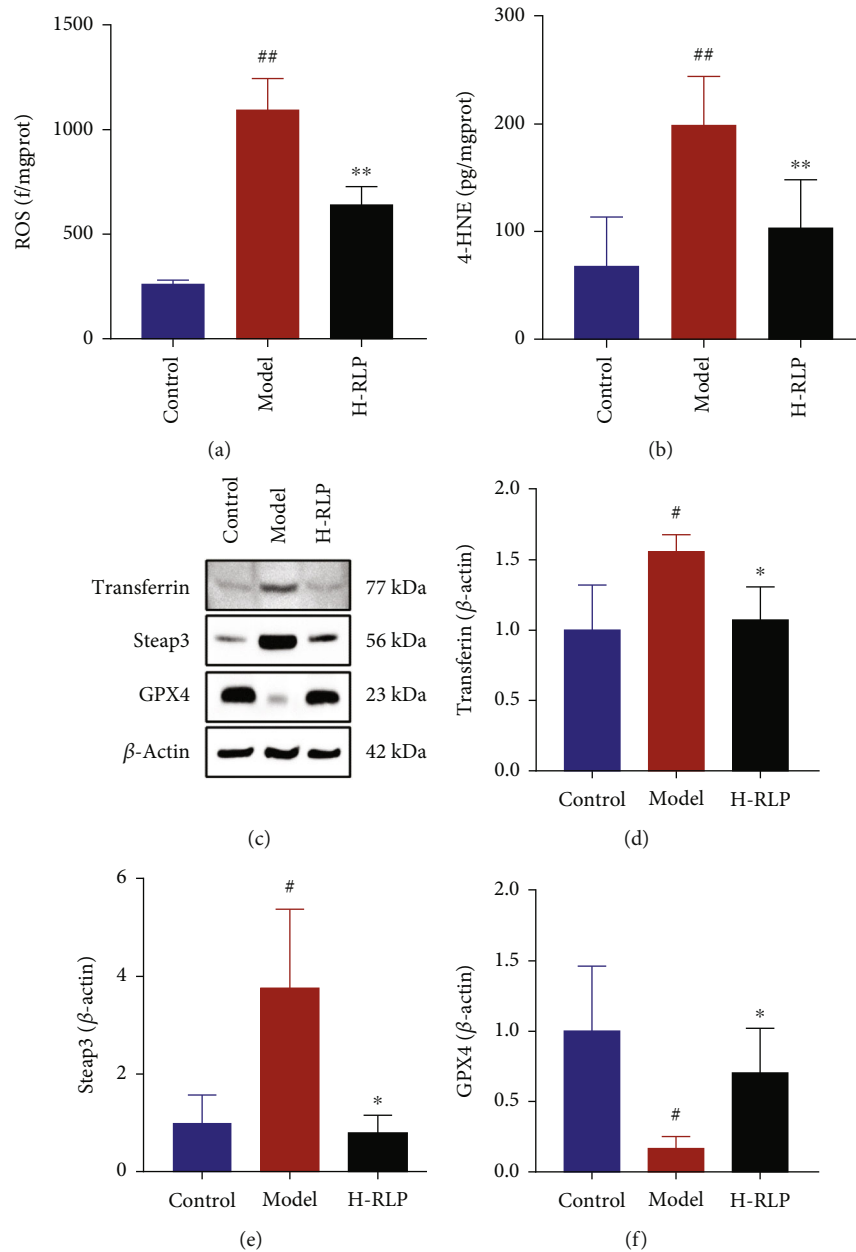 ROS (f/mgprot)
1500
1000
500
0
##
**
Control
Model
H-RLP
(a)
4-HNE (pg/mgprot)
300
200
100
0
##
**
Control
Model
H-RLP
(b)
Control
Model
H-RLP
Transferrin 77 kDa
Steap3 56 kDa
GPX4 23 kDa
β-Actin 42 kDa
(c)
Transferin (β-actin)
2.0
1.5
1.0
0.5
0.0
#
*
Control Model H-RLP
(d)
Steap3 (β-actin)
6
4
2
0
#
*
Control Model H-RLP
(e)
GPX4 (β-actin)
2.0
1.5
1.0
0.5
0.0
#
*
Control Model H-RLP
(f)